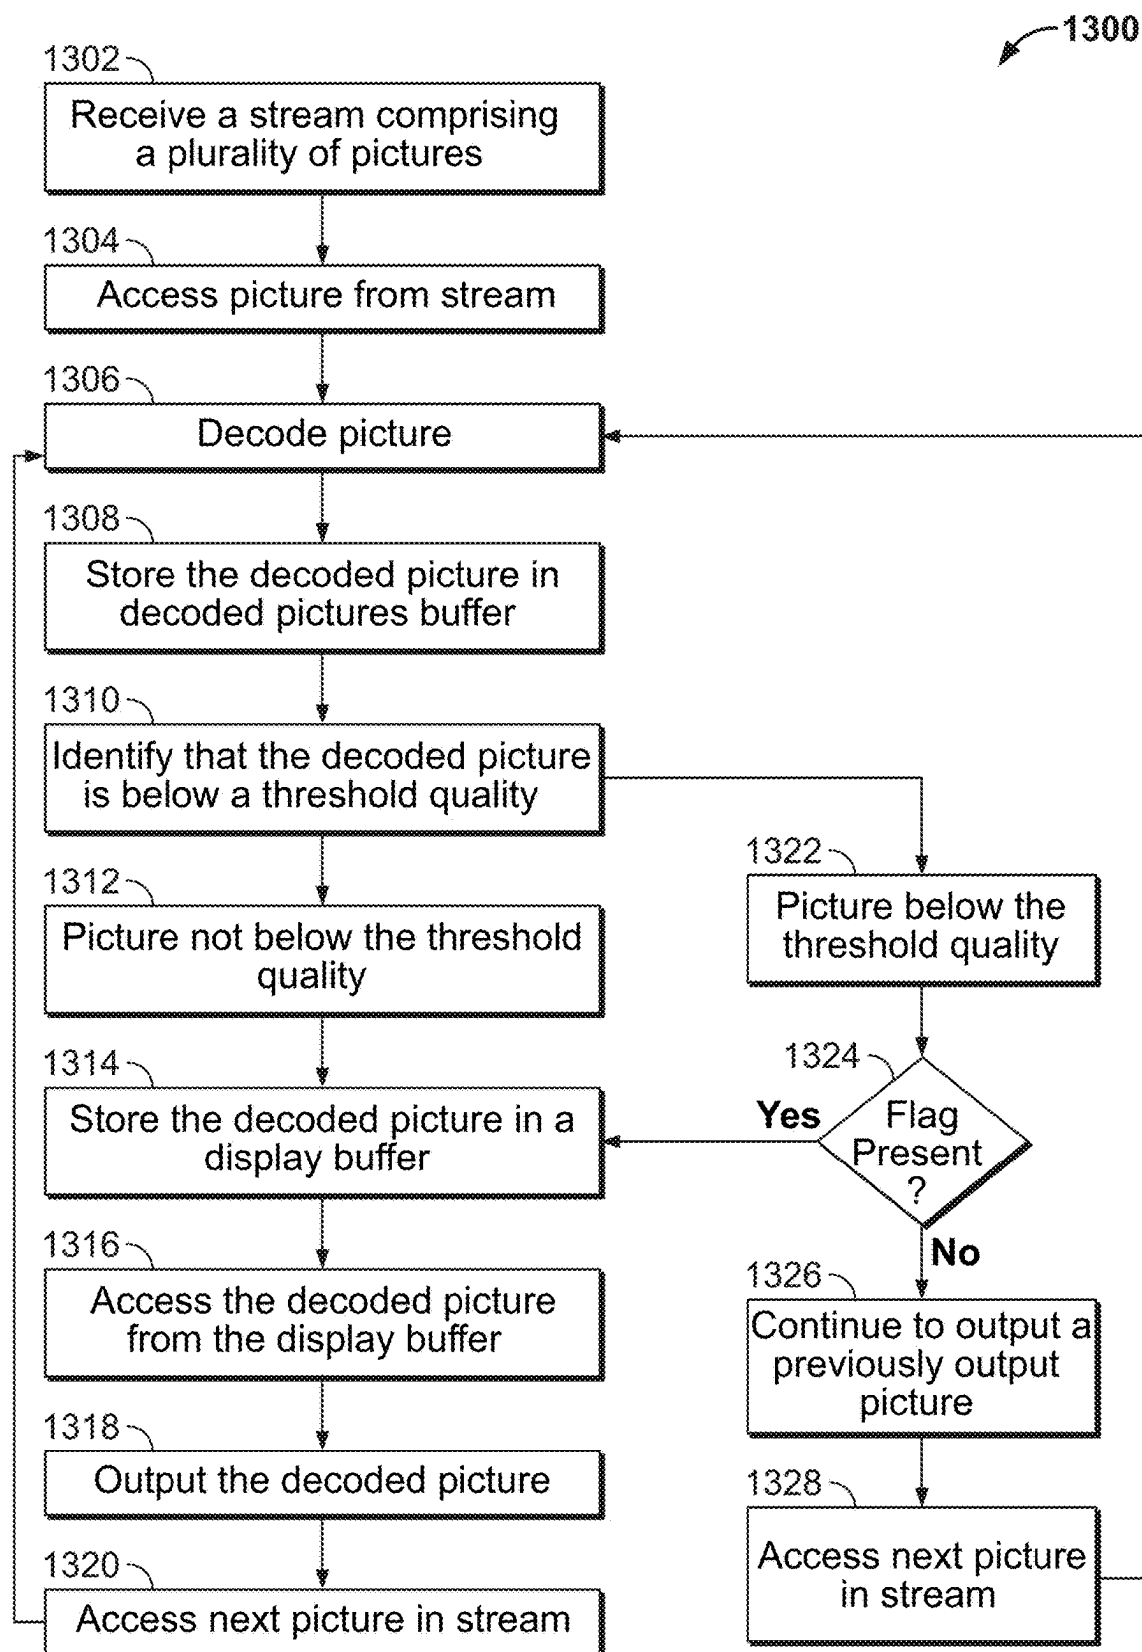 1300
1302
Receive a stream comprising
a plurality of pictures
1304
Access picture from stream
1306
Decode picture
1308
Store the decoded picture in
decoded pictures buffer
1310
Identify that the decoded picture
is below a threshold quality
1312
Picture not below the threshold
quality
1314
Store the decoded picture in a
display buffer
1316
Access the decoded picture
from the display buffer
1318
Output the decoded picture
1320
Access next picture in stream
1322
Picture below the
threshold quality
1324
Flag
Present
?
Yes
No
1326
Continue to output a
previously output
picture
1328
Access next picture
in stream